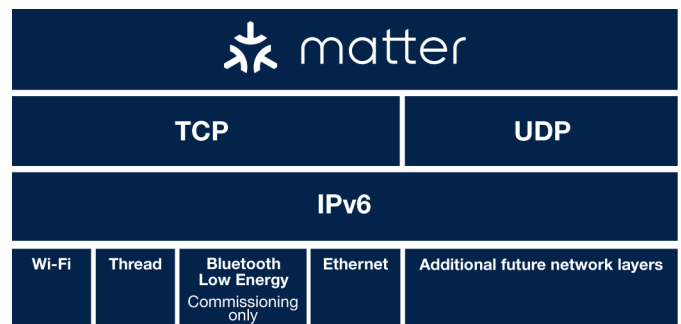 matter
TCP
UDP
IPv6
Wi-Fi
Thread
Bluetooth
Low Energy
Commissioning
only
Ethernet
Additional future network layers